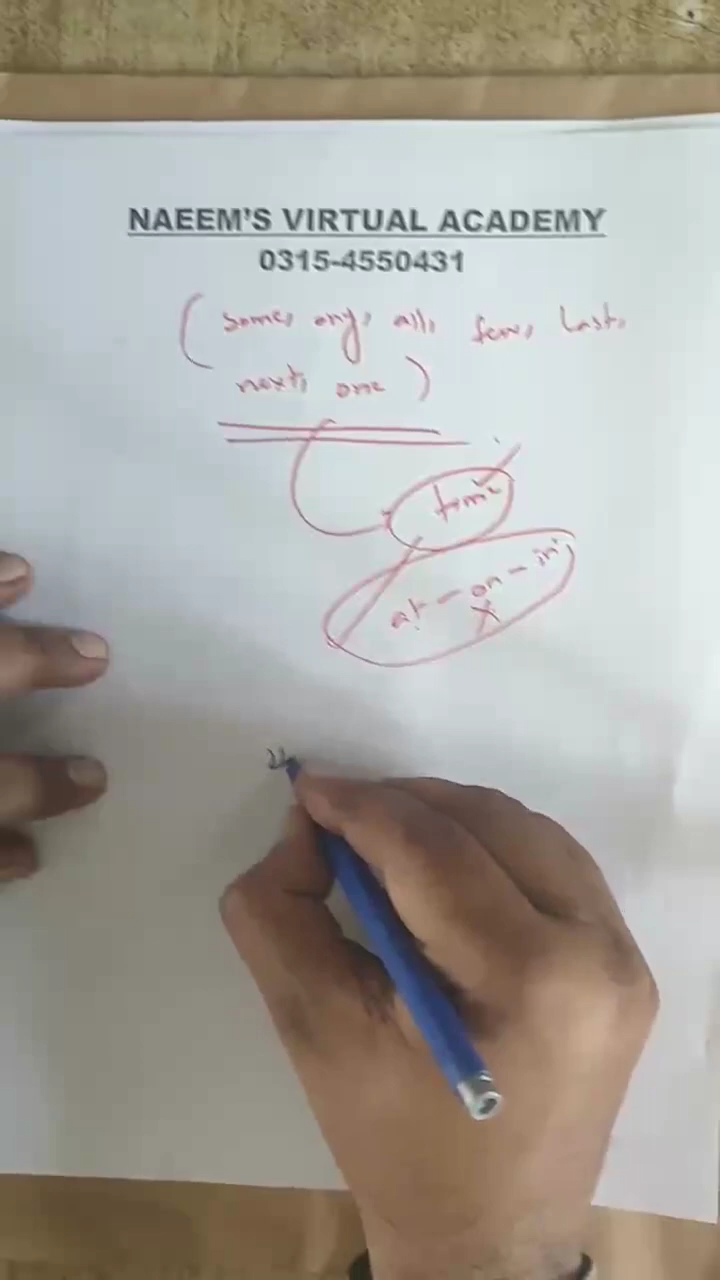 NAEEM'S VIRTUAL ACADEMY
0315-4550431
(some, any, all, few, last,
next, one)
time
at - on - in,
x